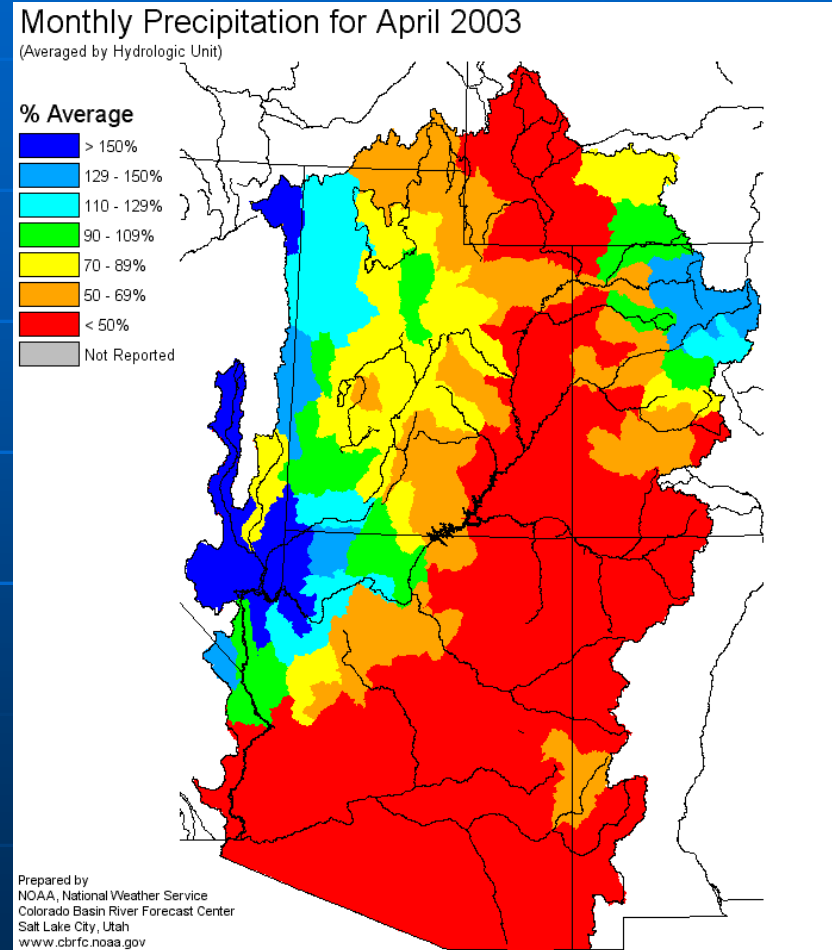 Monthly Precipitation for April 2003
(Averaged by Hydrologic Unit)
% Average
> 150%
129 - 150%
110 - 129%
90 - 109%
70 - 89%
50 - 69%
< 50%
Not Reported
Prepared by
NOAA, National Weather Service
Colorado Basin River Forecast Center
Salt Lake City, Utah
www.cbrfc.noaa.gov